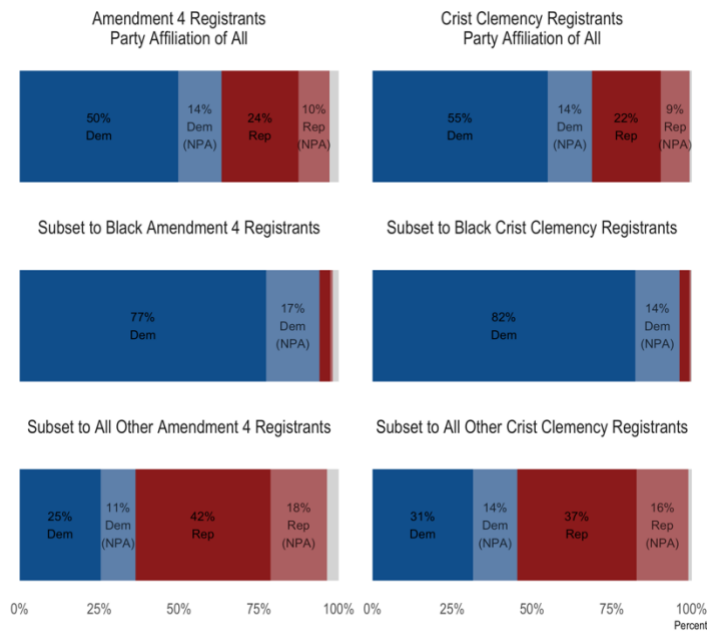 Amendment 4 Registrants
Party Affiliation of All
50%
Dem
14%
Dem
(NPA)
24%
Rep
10%
Rep
(NPA)
Crist Clemency Registrants
Party Affiliation of All
55%
Dem
14%
Dem
(NPA)
22%
Rep
9%
Rep
(NPA)
Subset to Black Amendment 4 Registrants
77%
Dem
17%
Dem
(NPA)
Subset to Black Crist Clemency Registrants
82%
Dem
14%
Dem
(NPA)
Subset to All Other Amendment 4 Registrants
25%
Dem
11%
Dem
(NPA)
42%
Rep
18%
Rep
(NPA)
Subset to All Other Crist Clemency Registrants
31%
Dem
14%
Dem
(NPA)
37%
Rep
16%
Rep
(NPA)
0% 25% 50% 75% 100% 0% 25% 50% 75% 100%
Percent